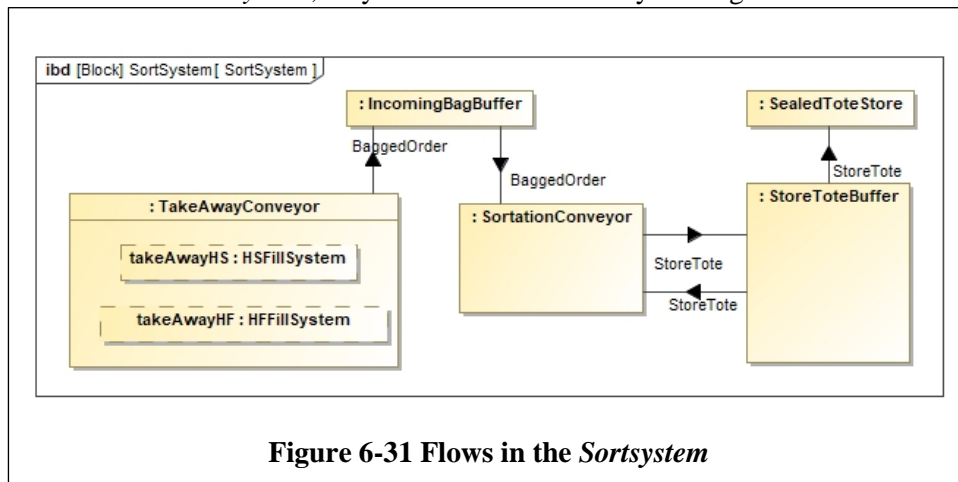 ibd [Block] SortSystem[ SortSystem ]
: IncomingBagBuffer
: SealedToteStore
BaggedOrder
BaggedOrder
StoreTote
: TakeAwayConveyor
: SortationConveyor
: StoreToteBuffer
takeAwayHS : HSFillSystem
StoreTote
StoreTote
takeAwayHF : HFFillSystem
Figure 6-31 Flows in the Sortsystem